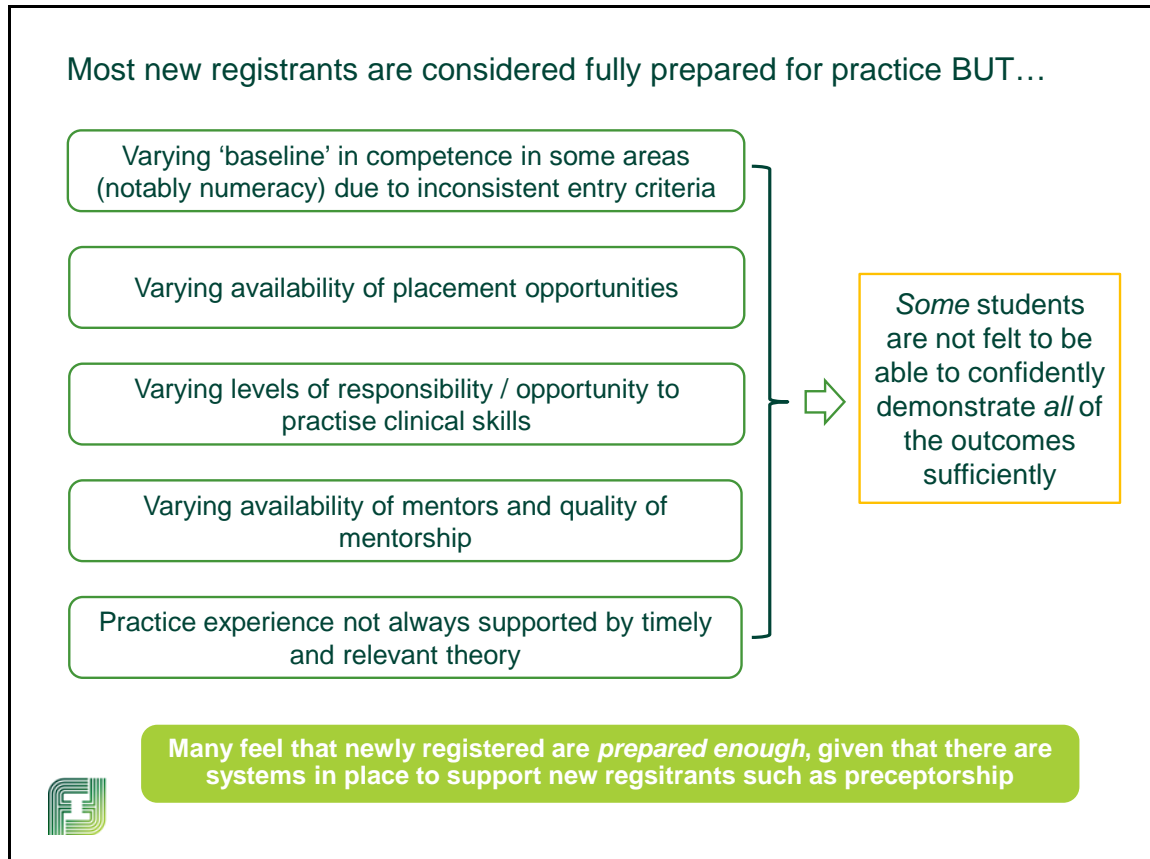 Most new registrants are considered fully prepared for practice BUT…
Varying ‘baseline’ in competence in some areas
(notably numeracy) due to inconsistent entry criteria
Varying availability of placement opportunities
Varying levels of responsibility / opportunity to
practise clinical skills
Varying availability of mentors and quality of
mentorship
Practice experience not always supported by timely
and relevant theory
Some students
are not felt to be
able to confidently
demonstrate all of
the outcomes
sufficiently
Many feel that newly registered are prepared enough, given that there are
systems in place to support new regsitrants such as preceptorship